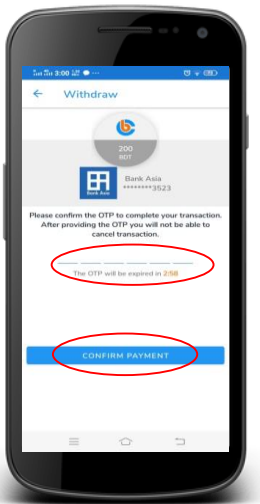 3:00
Withdraw
200
BDT
Bank Asia
********3523
Bank Asia
Please confirm the OTP to complete your transaction.
After providing the OTP you will not be able to
cancel transaction.
The OTP will be expired in 2:58
CONFIRM PAYMENT